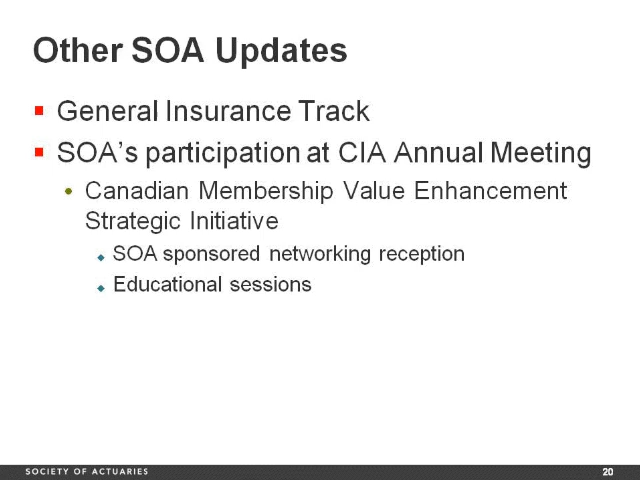 Other SOA Updates
General Insurance Track
SOA's participation at CIA Annual Meeting
Canadian Membership Value Enhancement
Strategic Initiative
SOA sponsored networking reception
Educational sessions
SOCIETY OF ACTUARIES
20